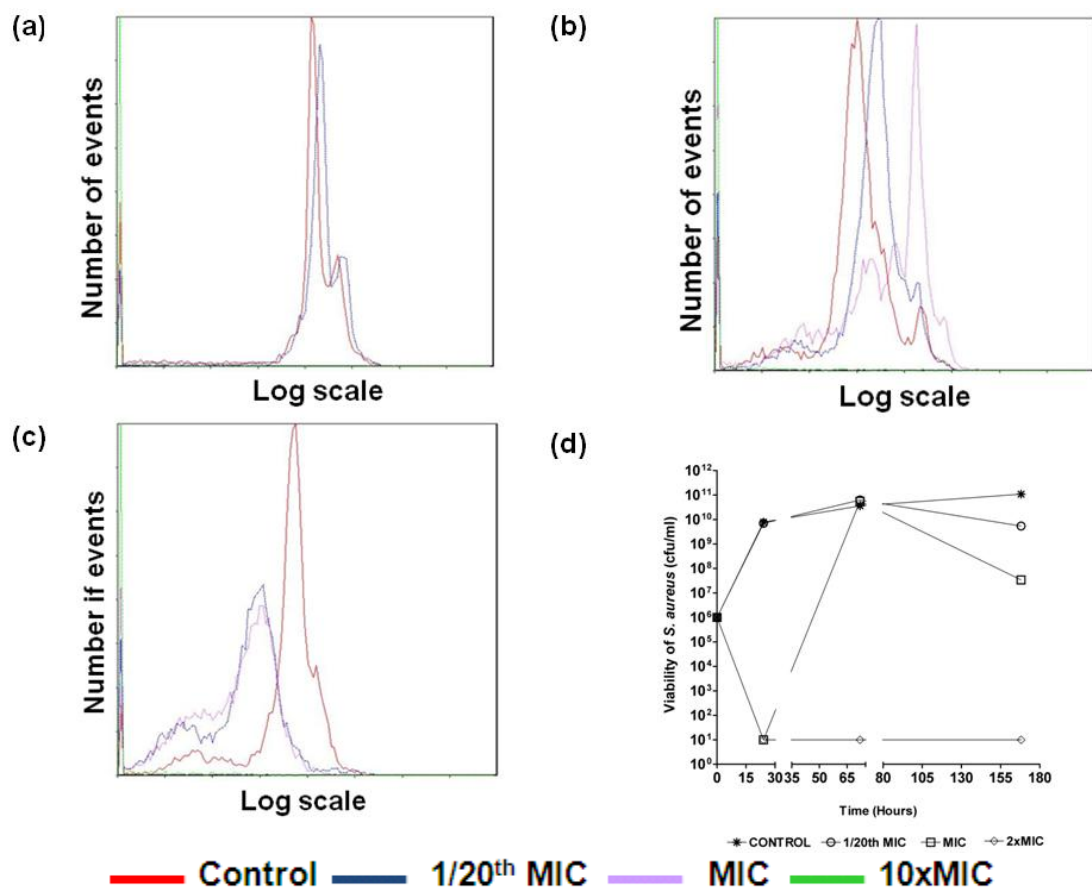 (a)
Number of events
Log scale
(b)
Number of events
Log scale
(c)
Number if events
Log scale
(d)
Viability of S. aureus (cfu/ml)
10¹²
10¹¹
10¹⁰
10⁹
10⁸
10⁷
10⁶
10⁵
10⁴
10³
10²
10¹
10⁰
0 15 30 35 50 65 80 105 130 155 180
Time (Hours)
CONTROL 1/20th MIC MIC 2xMIC
Control 1/20th MIC MIC 10xMIC